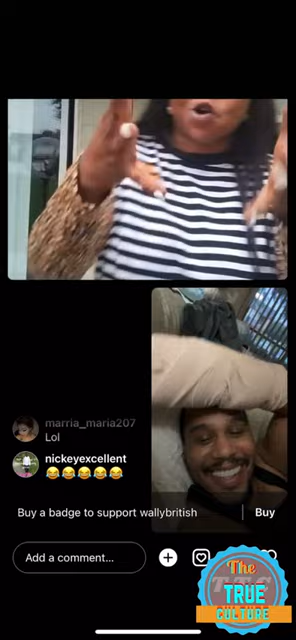 marria_maria207
Lol
nickeyexcellent
😂😂😂😂😂
Buy a badge to support wallybritish
Buy
Add a comment...
The
T.T.C
TRUE
CULTURE